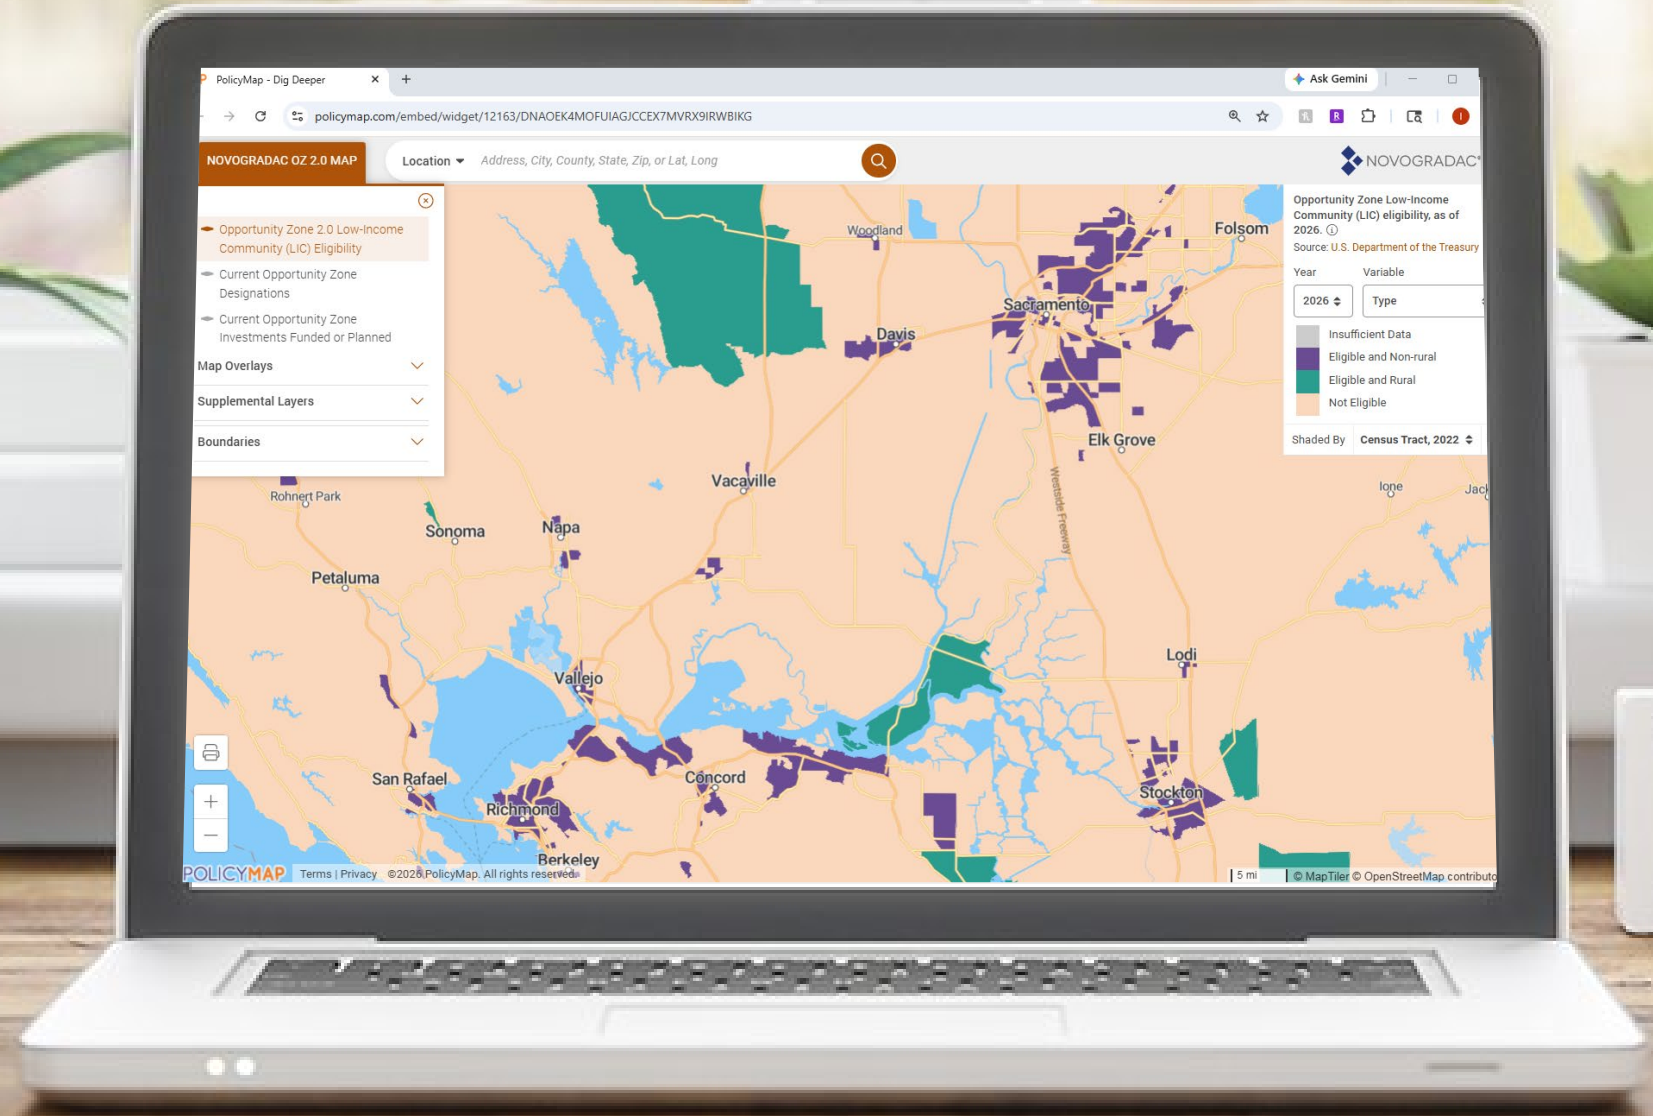 PolicyMap - Dig Deeper
Ask Gemini
policymap.com/embed/widget/12163/DNAOEK4MOFUIAGJCCEX7MVRX9IRWBIKG
NOVOGRADAC OZ 2.0 MAP
Location
Address, City, County, State, Zip, or Lat, Long
NOVOGRADAC
Opportunity Zone 2.0 Low-Income
Community (LIC) Eligibility
Current Opportunity Zone
Designations
Current Opportunity Zone
Investments Funded or Planned
Map Overlays
Supplemental Layers
Boundaries
Opportunity Zone Low-Income
Community (LIC) eligibility, as of
2026.
Source: U.S. Department of the Treasury
Year Variable
2026 Type
Insufficient Data
Eligible and Non-rural
Eligible and Rural
Not Eligible
Shaded By Census Tract, 2022
Woodland
Folsom
Sacramento
Davis
Elk Grove
Vacaville
Westside Freeway
Ione
Rohnert Park
Sonoma
Napa
Petaluma
Lodi
Vallejo
San Rafael
Concord
Richmond
Stockton
Berkeley
POLICYMAP
Terms | Privacy ©2026 PolicyMap. All rights reserved.
5 mi
© MapTiler © OpenStreetMap